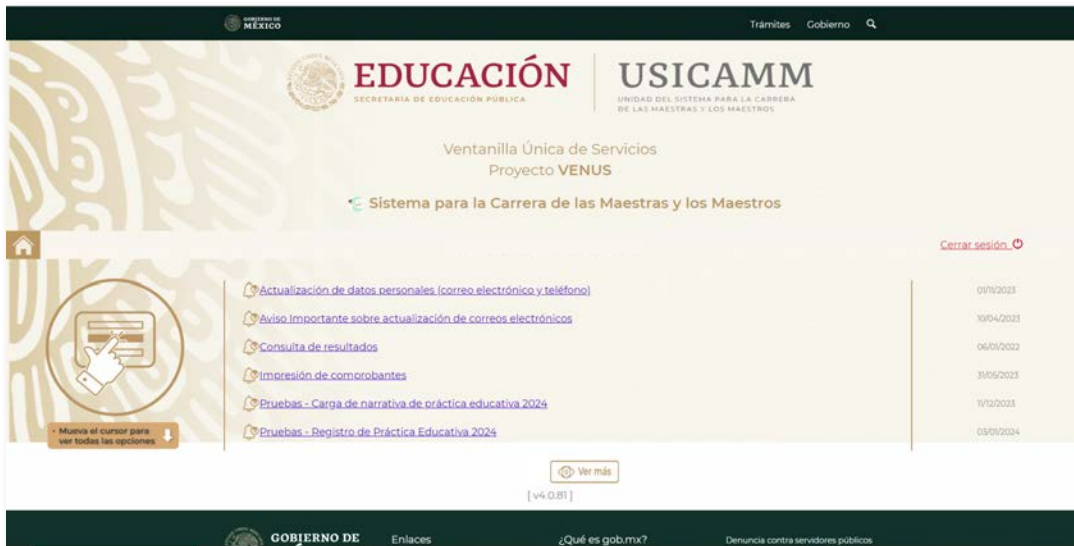 GOBIERNO DE
MÉXICO
Trámites Gobierno
EDUCACIÓN
SECRETARÍA DE EDUCACIÓN PÚBLICA
USICAMM
UNIDAD DEL SISTEMA PARA LA CARRERA
DE LAS MAESTRAS Y LOS MAESTROS
Ventanilla Única de Servicios
Proyecto VENUS
Sistema para la Carrera de las Maestras y los Maestros
Cerrar sesión
Actualización de datos personales (correo electrónico y teléfono) 01/11/2023
Aviso Importante sobre actualización de correos electrónicos 10/04/2023
Consulta de resultados 06/01/2022
Impresión de comprobantes 31/05/2023
Pruebas - Carga de narrativa de práctica educativa 2024 11/12/2023
Pruebas - Registro de Práctica Educativa 2024 03/01/2024
• Mueva el cursor para
ver todas las opciones
Ver más
[ v4.0.81 ]
GOBIERNO DE
Enlaces
¿Qué es gob.mx?
Denuncia contra servidores públicos